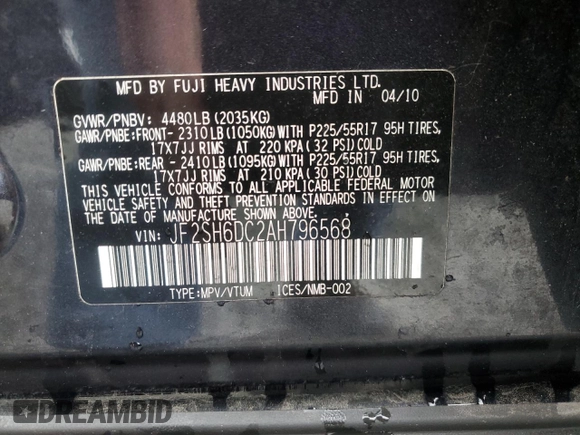 MFD BY FUJI HEAVY INDUSTRIES LTD.
MFD IN 04/10
GVWR/PNBV: 4480LB (2035KG)
GAWR/PNBE:FRONT- 2310LB (1050KG) WITH P225/55R17 95H TIRES,
17X7JJ RIMS AT 220 KPA (32 PSI) COLD
GAWR/PNBE:REAR - 2410LB (1095KG) WITH P225/55R17 95H TIRES,
17X7JJ RIMS AT 210 KPA (30 PSI) COLD
THIS VEHICLE CONFORMS TO ALL APPLICABLE FEDERAL MOTOR
VEHICLE SAFETY AND THEFT PREVENTION STANDARDS IN EFFECT ON
THE DATE OF MANUFACTURE SHOWN ABOVE.
VIN: JF2SH6DC2AH796568
TYPE:MPV/VTUM ICES/NMB-002
DREAMBID